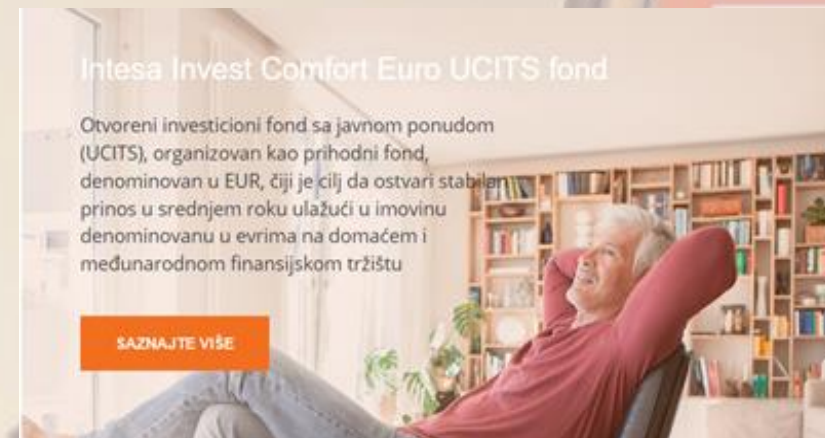 Intesa Invest Comfort Euro UCITS fond
Otvoreni investicioni fond sa javnom ponudom
(UCITS), organizovan kao prihodni fond,
denominovan u EUR, čiji je cilj da ostvari stabilan
prinos u srednjem roku ulažući u imovinu
denominovanu u evrima na domaćem i
međunarodnom finansijskom tržištu
SAZNAJTE VIŠE